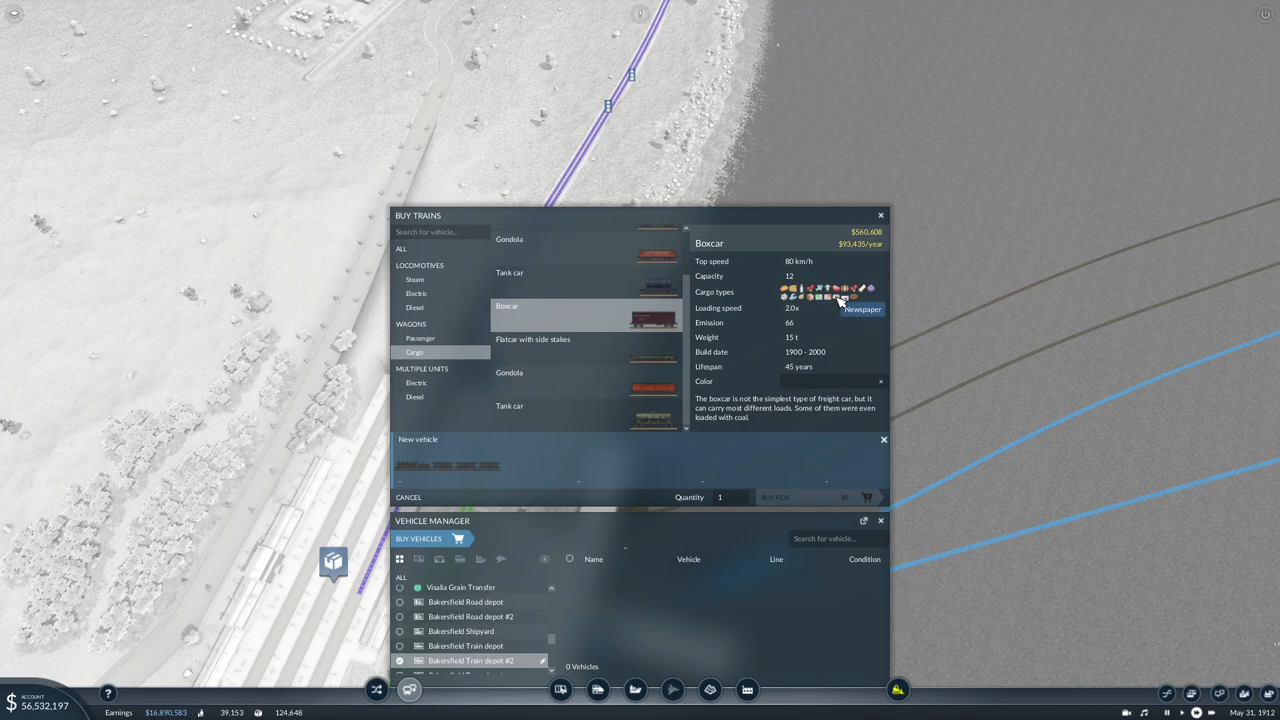 BUY TRAINS
Search for vehicle...
ALL
LOCOMOTIVES
Steam
Electric
Diesel
WAGONS
Passenger
Cargo
MULTIPLE UNITS
Electric
Diesel
Gondola
Tank car
Boxcar
Flatcar with side stakes
Gondola
Tank car
$560,608
Boxcar
$93,435/year
Top speed 80 km/h
Capacity 12
Cargo types
Newspaper
Loading speed 2.0x
Emission 66
Weight 15 t
Build date 1900 - 2000
Lifespan 45 years
Color
The boxcar is not the simplest type of freight car, but it
can carry most different loads. Some of them were even
loaded with coal.
New vehicle
- - - -
CANCEL Quantity 1 BUY FOR $0
VEHICLE MANAGER
BUY VEHICLES Search for vehicle...
Name Vehicle Line Condition
ALL
Visalia Grain Transfer
Bakersfield Road depot
Bakersfield Road depot #2
Bakersfield Shipyard
Bakersfield Train depot
Bakersfield Train depot #2
0 Vehicles
$ ACCOUNT
56,532,197
?
Earnings $16,890,583 39,153 124,648
May 31, 1912